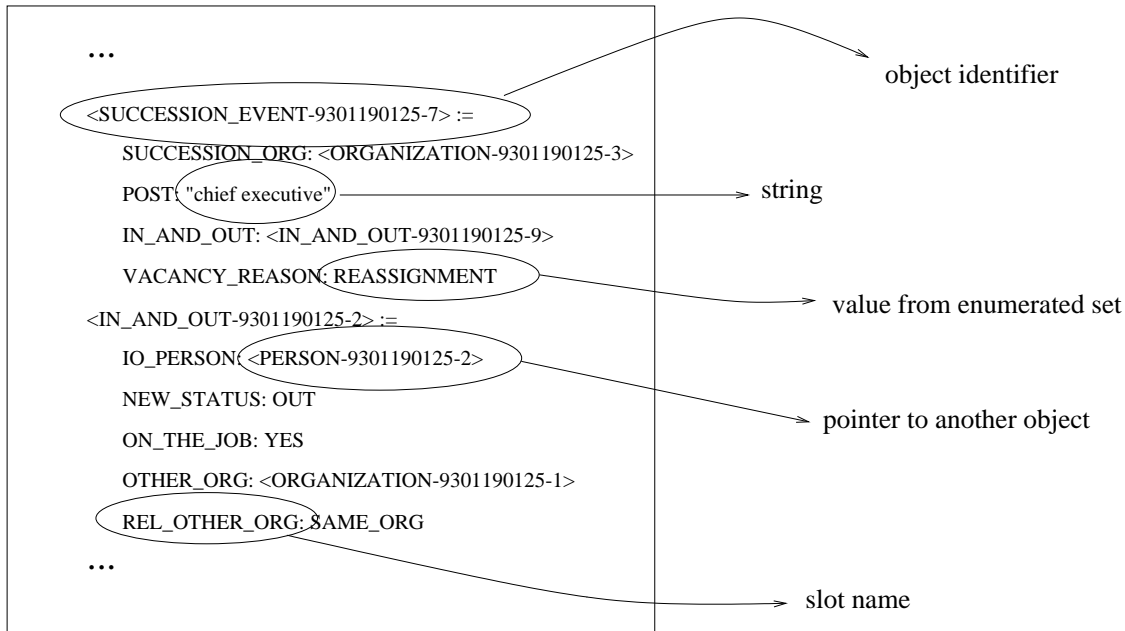 ...
object identifier
<SUCCESSION_EVENT-9301190125-7> :=
SUCCESSION_ORG: <ORGANIZATION-9301190125-3>
POST: "chief executive"
string
IN_AND_OUT: <IN_AND_OUT-9301190125-9>
VACANCY_REASON: REASSIGNMENT
value from enumerated set
<IN_AND_OUT-9301190125-2> :=
IO_PERSON: <PERSON-9301190125-2>
NEW_STATUS: OUT
pointer to another object
ON_THE_JOB: YES
OTHER_ORG: <ORGANIZATION-9301190125-1>
REL_OTHER_ORG: SAME_ORG
...
slot name